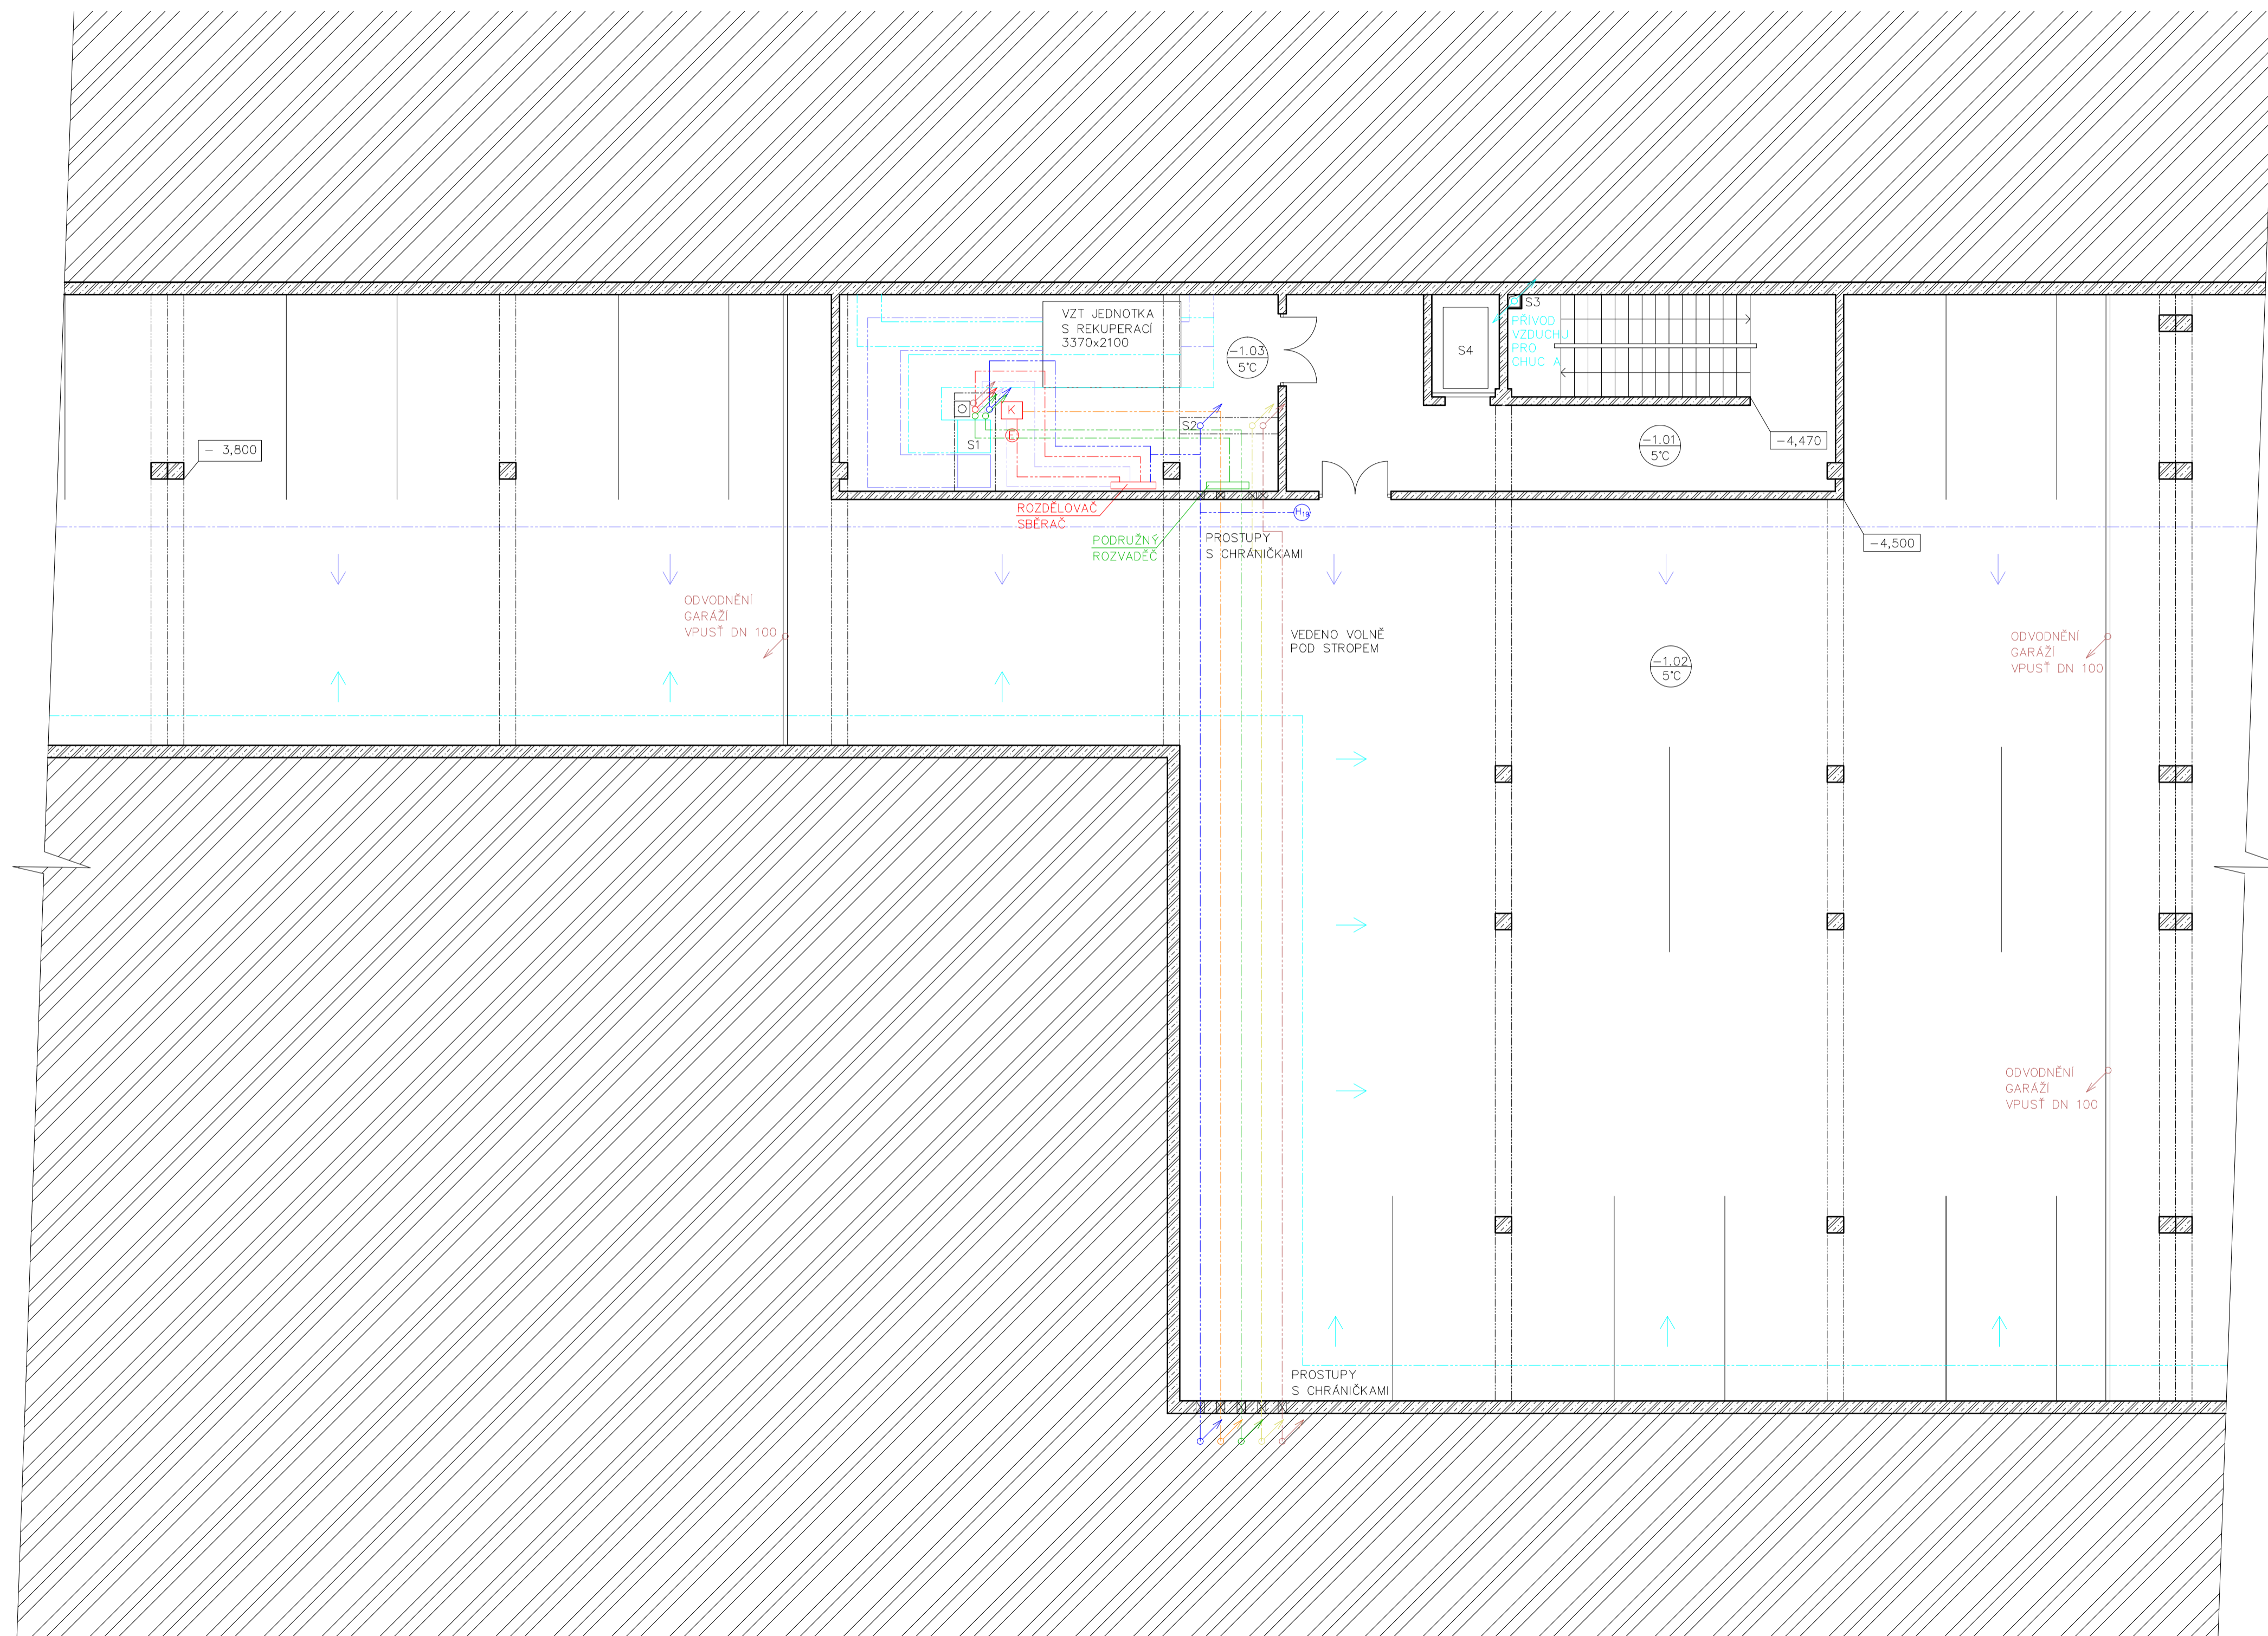 VZT JEDNOTKA
S REKUPERACÍ
3370x2100
-1.03
5°C
S4
S3
PŘÍVOD
VZDUCHU
PRO
CHUC A
K
E
S1
S2
-1.01
5°C
-4,470
- 3,800
ROZDĚLOVAČ
SBĚRAČ
PODRUŽNÝ
ROZVADĚČ
H19
PROSTUPY
S CHRÁNIČKAMI
-4,500
ODVODNĚNÍ
GARÁŽÍ
VPUSŤ DN 100
VEDENO VOLNĚ
POD STROPEM
-1.02
5°C
ODVODNĚNÍ
GARÁŽÍ
VPUSŤ DN 100
ODVODNĚNÍ
GARÁŽÍ
VPUSŤ DN 100
PROSTUPY
S CHRÁNIČKAMI